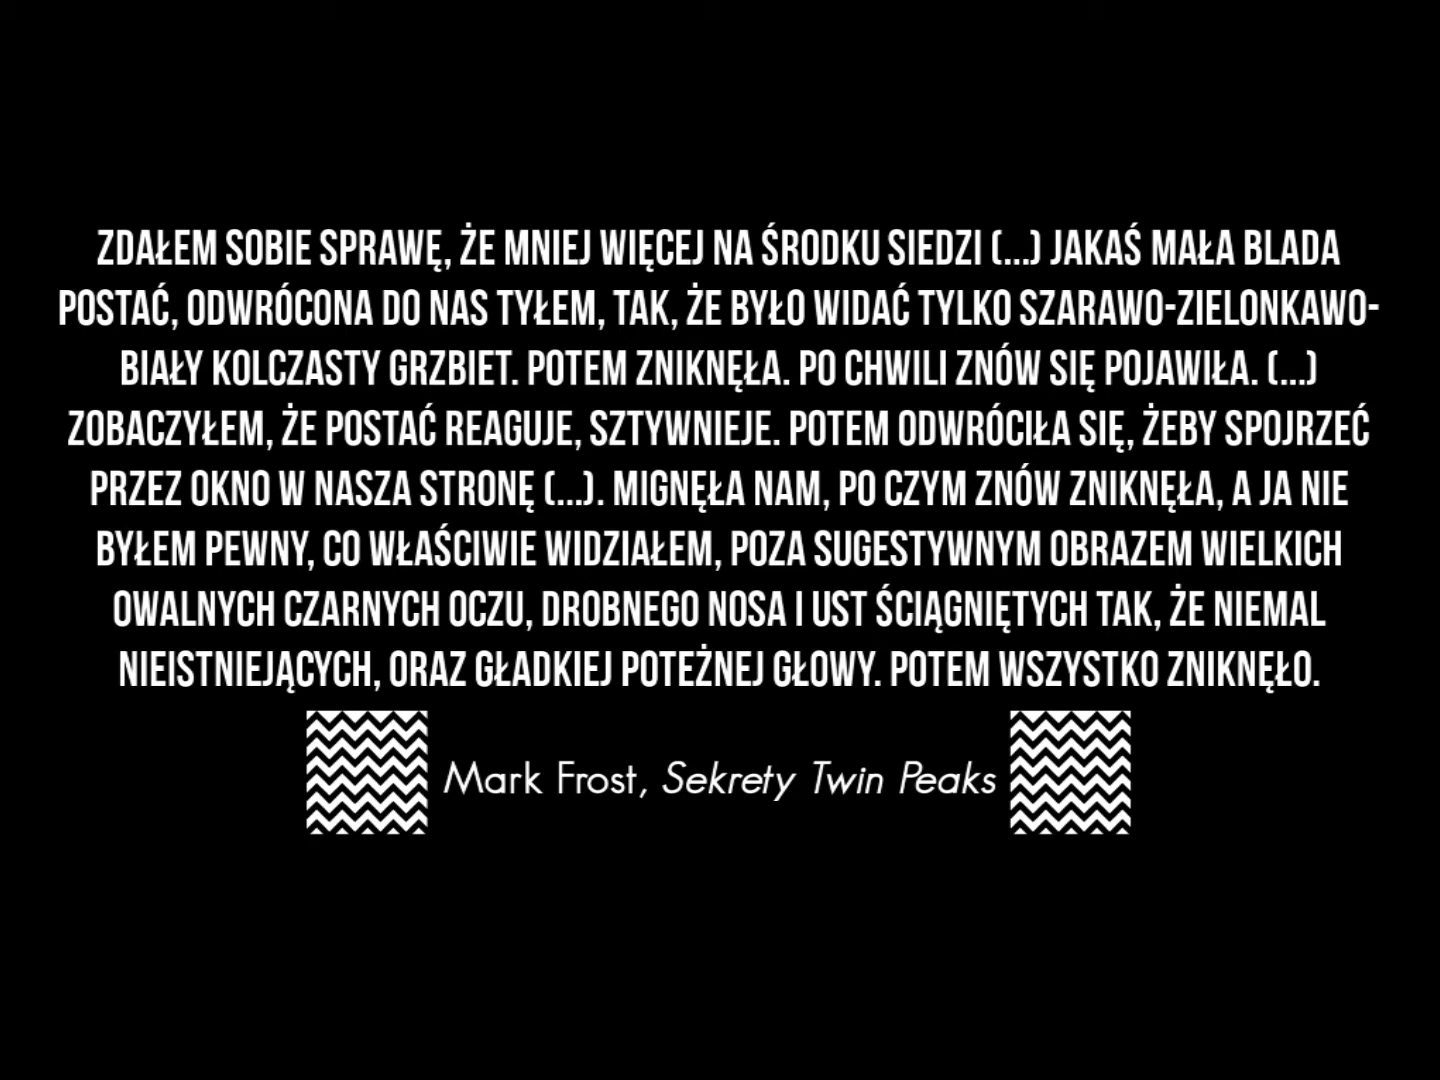 ZDAŁEM SOBIE SPRAWĘ, ŻE MNIEJ WIĘCEJ NA ŚRODKU SIEDZI (...) JAKAŚ MAŁA BLADA
POSTAĆ, ODWRÓCONA DO NAS TYŁEM, TAK, ŻE BYŁO WIDAĆ TYLKO SZARAWO-ZIELONKAWO-
BIAŁY KOLCZASTY GRZBIET. POTEM ZNIKNĘŁA. PO CHWILI ZNÓW SIĘ POJAWIŁA. (...)
ZOBACZYŁEM, ŻE POSTAĆ REAGUJE, SZTYWNIEJE. POTEM ODWRÓCIŁA SIĘ, ŻEBY SPOJRZEĆ
PRZEZ OKNO W NASZA STRONĘ (...). MIGNĘŁA NAM, PO CZYM ZNÓW ZNIKNĘŁA, A JA NIE
BYŁEM PEWNY, CO WŁAŚCIWIE WIDZIAŁEM, POZA SUGESTYWNYM OBRAZEM WIELKICH
OWALNYCH CZARNYCH OCZU, DROBNEGO NOSA I UST ŚCIĄGNIĘTYCH TAK, ŻE NIEMAL
NIEISTNIEJĄCYCH, ORAZ GŁADKIEJ POTEŻNEJ GŁOWY. POTEM WSZYSTKO ZNIKNĘŁO.
Mark Frost, Sekrety Twin Peaks